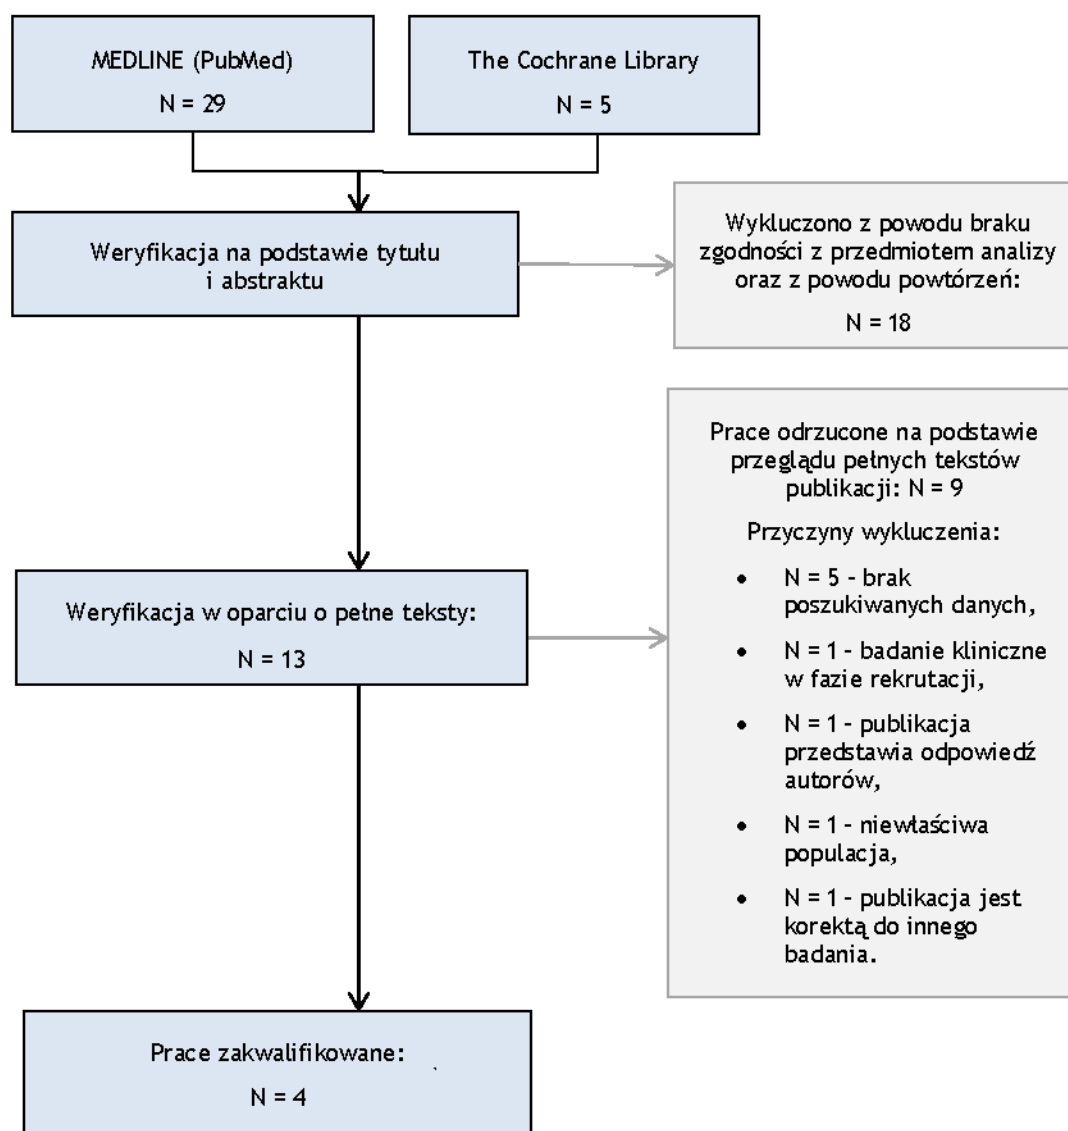 MEDLINE (PubMed)
N = 29
The Cochrane Library
N = 5
Weryfikacja na podstawie tytułu
i abstraktu
Wykluczono z powodu braku
zgodności z przedmiotem analizy
oraz z powodu powtórzeń:
N = 18
Prace odrzucone na podstawie
przeglądu pełnych tekstów
publikacji: N = 9
Przyczyny wykluczenia:
• N = 5 - brak
poszukiwanych danych,
• N = 1 - badanie kliniczne
w fazie rekrutacji,
• N = 1 - publikacja
przedstawia odpowiedź
autorów,
• N = 1 - niewłaściwa
populacja,
• N = 1 - publikacja jest
korektą do innego
badania.
Weryfikacja w oparciu o pełne teksty:
N = 13
Prace zakwalifikowane:
N = 4